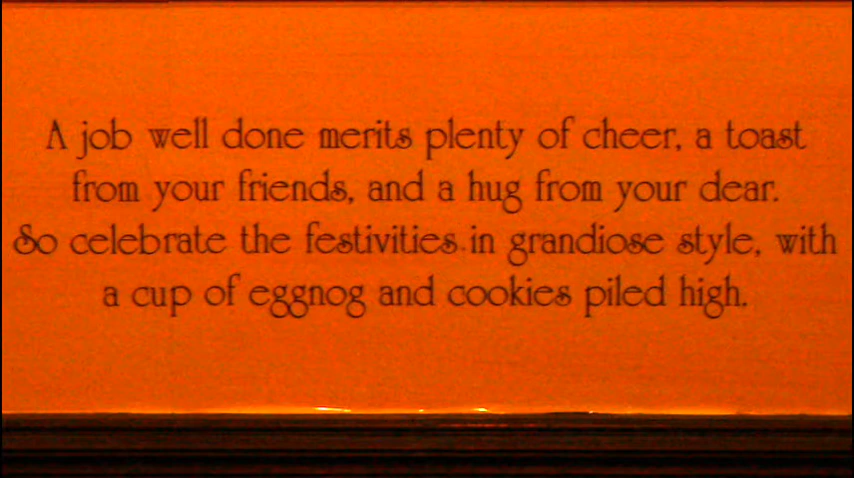 A job well done merits plenty of cheer, a toast
from your friends, and a hug from your dear.
So celebrate the festivities in grandiose style, with
a cup of eggnog and cookies piled high.